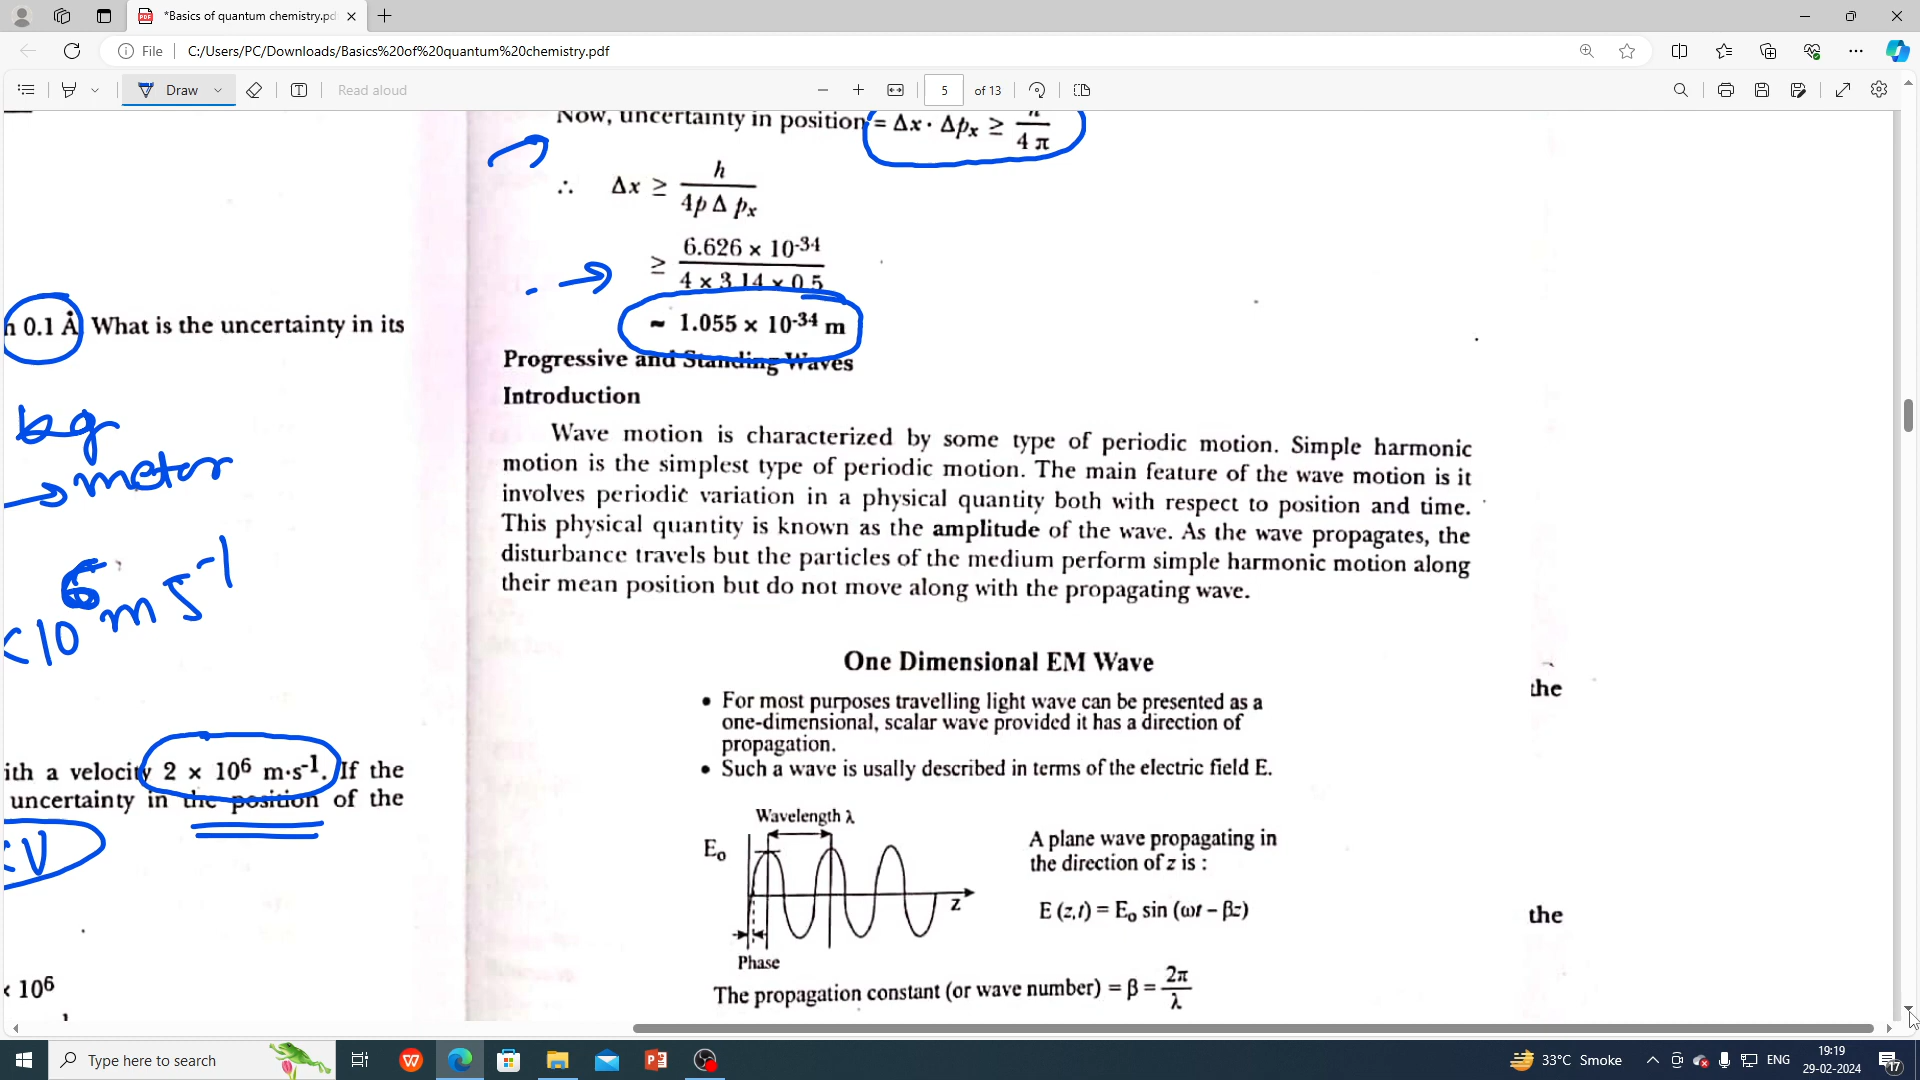 *Basics of quantum chemistry.pd
File
C:/Users/PC/Downloads/Basics%20of%20quantum%20chemistry.pdf
Draw
Read aloud
5 of 13
Now, uncertainty in position = Δx · Δpx ≥ h / 4 π
∴ Δx ≥ h / 4p Δ px
≥ 6.626 × 10-34 / 4 × 3.14 × 0.5
~ 1.055 × 10-34 m
n 0.1 Å What is the uncertainty in its
kg
→ meter
×10 6 m s-1
ith a velocity 2 × 106 m·s-1. If the
uncertainty in the position of the
V
× 106
Progressive and Standing Waves
Introduction
Wave motion is characterized by some type of periodic motion. Simple harmonic
motion is the simplest type of periodic motion. The main feature of the wave motion is it
involves periodic variation in a physical quantity both with respect to position and time.
This physical quantity is known as the amplitude of the wave. As the wave propagates, the
disturbance travels but the particles of the medium perform simple harmonic motion along
their mean position but do not move along with the propagating wave.
One Dimensional EM Wave
• For most purposes travelling light wave can be presented as a
one-dimensional, scalar wave provided it has a direction of
propagation.
• Such a wave is usally described in terms of the electric field E.
Wavelength λ
Eo
z
Phase
A plane wave propagating in
the direction of z is :
E (z,t) = Eo sin (ωt – βz)
The propagation constant (or wave number) = β = 2π / λ
the
the
Type here to search
33°C Smoke
ENG
19:19
29-02-2024
17